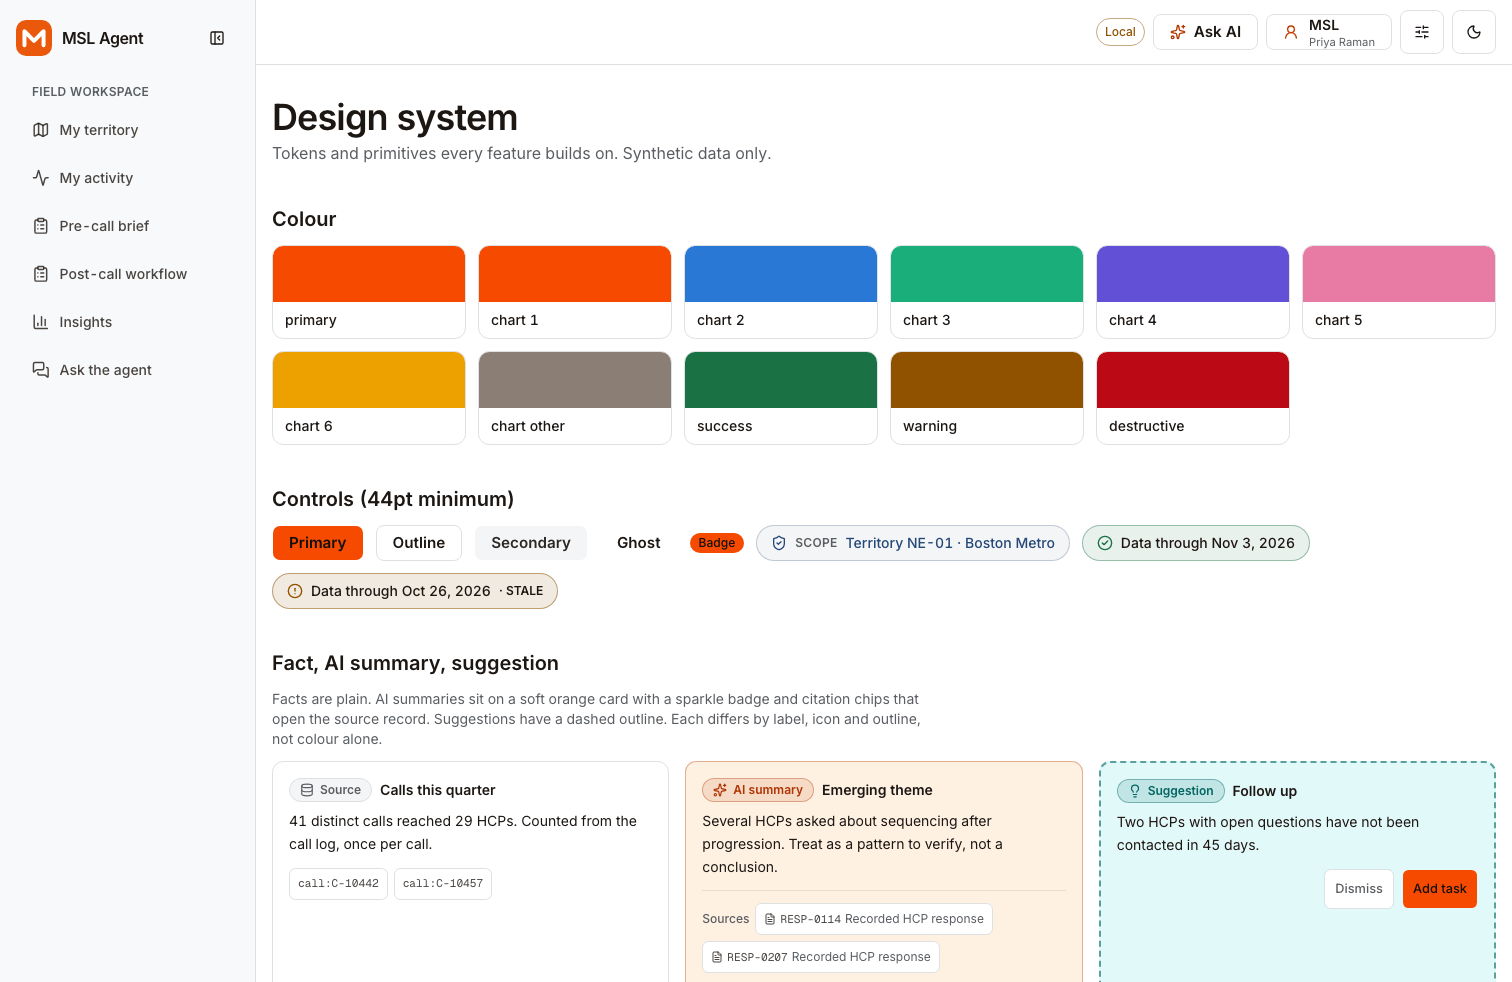 MSL Agent
FIELD WORKSPACE
My territory
My activity
Pre-call brief
Post-call workflow
Insights
Ask the agent
Local
Ask AI
MSL
Priya Raman
Design system
Tokens and primitives every feature builds on. Synthetic data only.
Colour
primary
chart 1
chart 2
chart 3
chart 4
chart 5
chart 6
chart other
success
warning
destructive
Controls (44pt minimum)
Primary
Outline
Secondary
Ghost
Badge
SCOPE Territory NE-01 · Boston Metro
Data through Nov 3, 2026
Data through Oct 26, 2026 · STALE
Fact, AI summary, suggestion
Facts are plain. AI summaries sit on a soft orange card with a sparkle badge and citation chips that
open the source record. Suggestions have a dashed outline. Each differs by label, icon and outline,
not colour alone.
Source Calls this quarter
41 distinct calls reached 29 HCPs. Counted from the
call log, once per call.
call:C-10442 call:C-10457
AI summary Emerging theme
Several HCPs asked about sequencing after
progression. Treat as a pattern to verify, not a
conclusion.
Sources RESP-0114 Recorded HCP response
RESP-0207 Recorded HCP response
Suggestion Follow up
Two HCPs with open questions have not been
contacted in 45 days.
Dismiss Add task